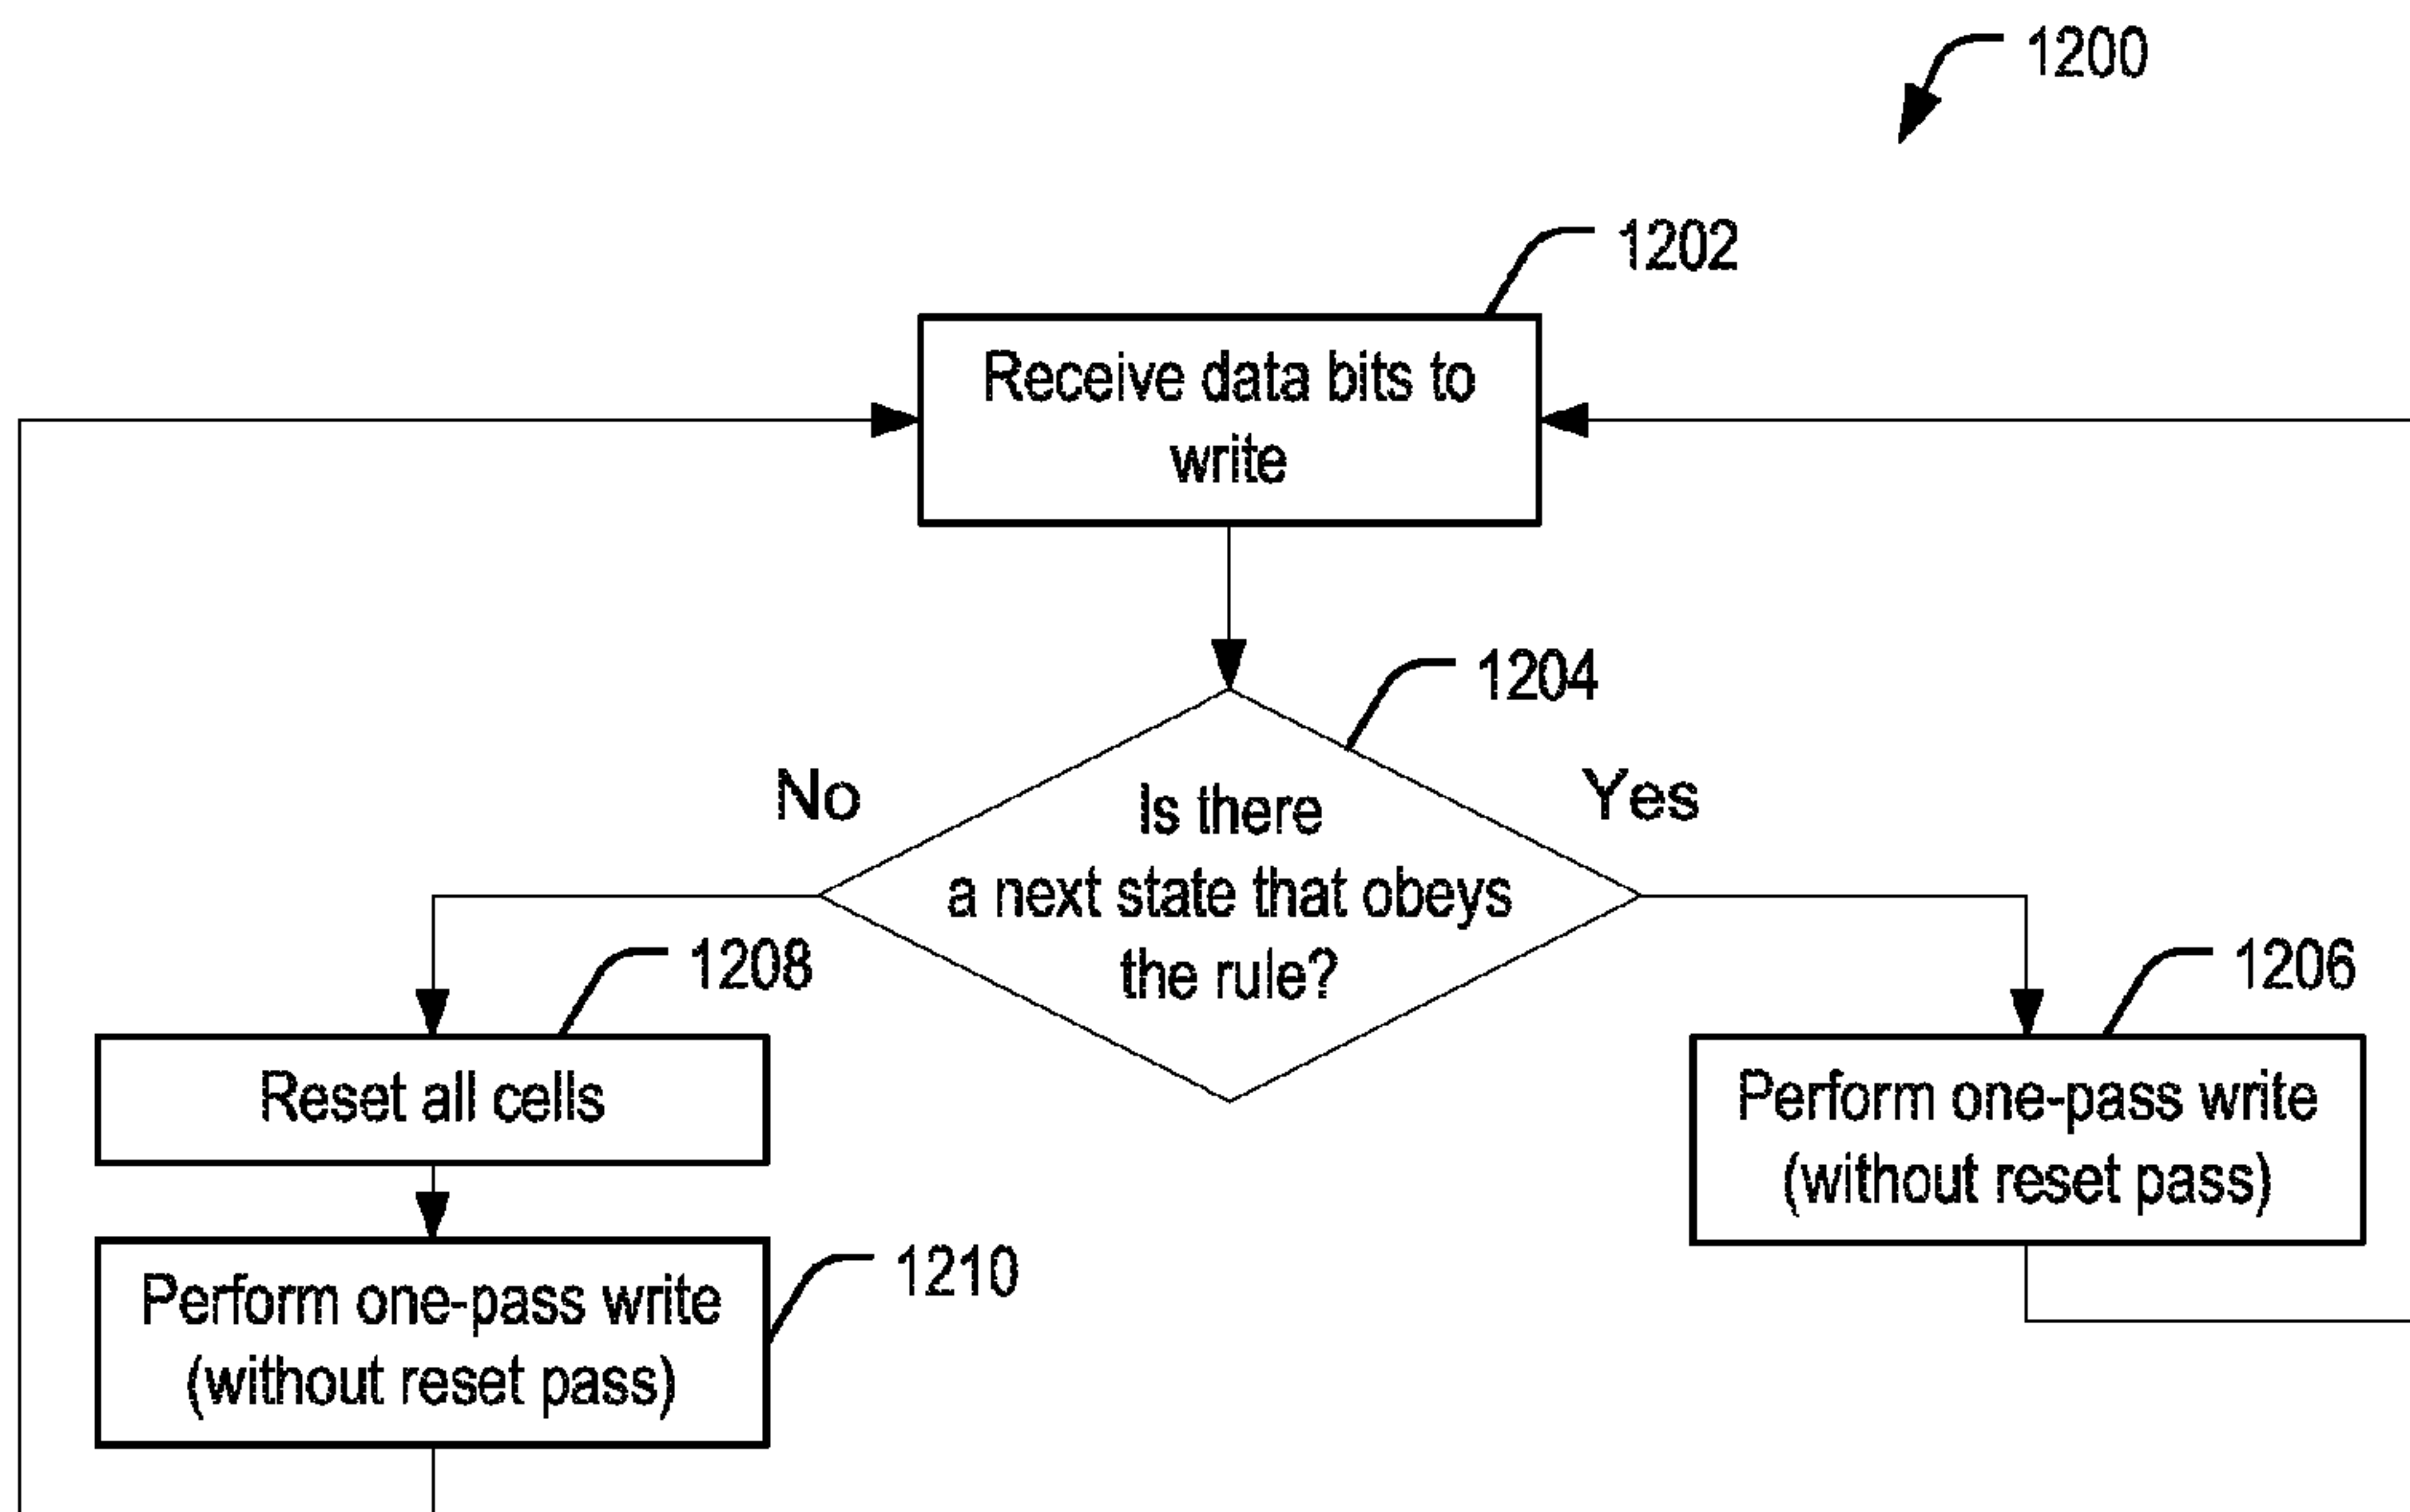 1200
1202
Receive data bits to
write
1204
No
Yes
Is there
a next state that obeys
the rule?
1208
1206
Reset all cells
Perform one-pass write
(without reset pass)
1210
Perform one-pass write
(without reset pass)